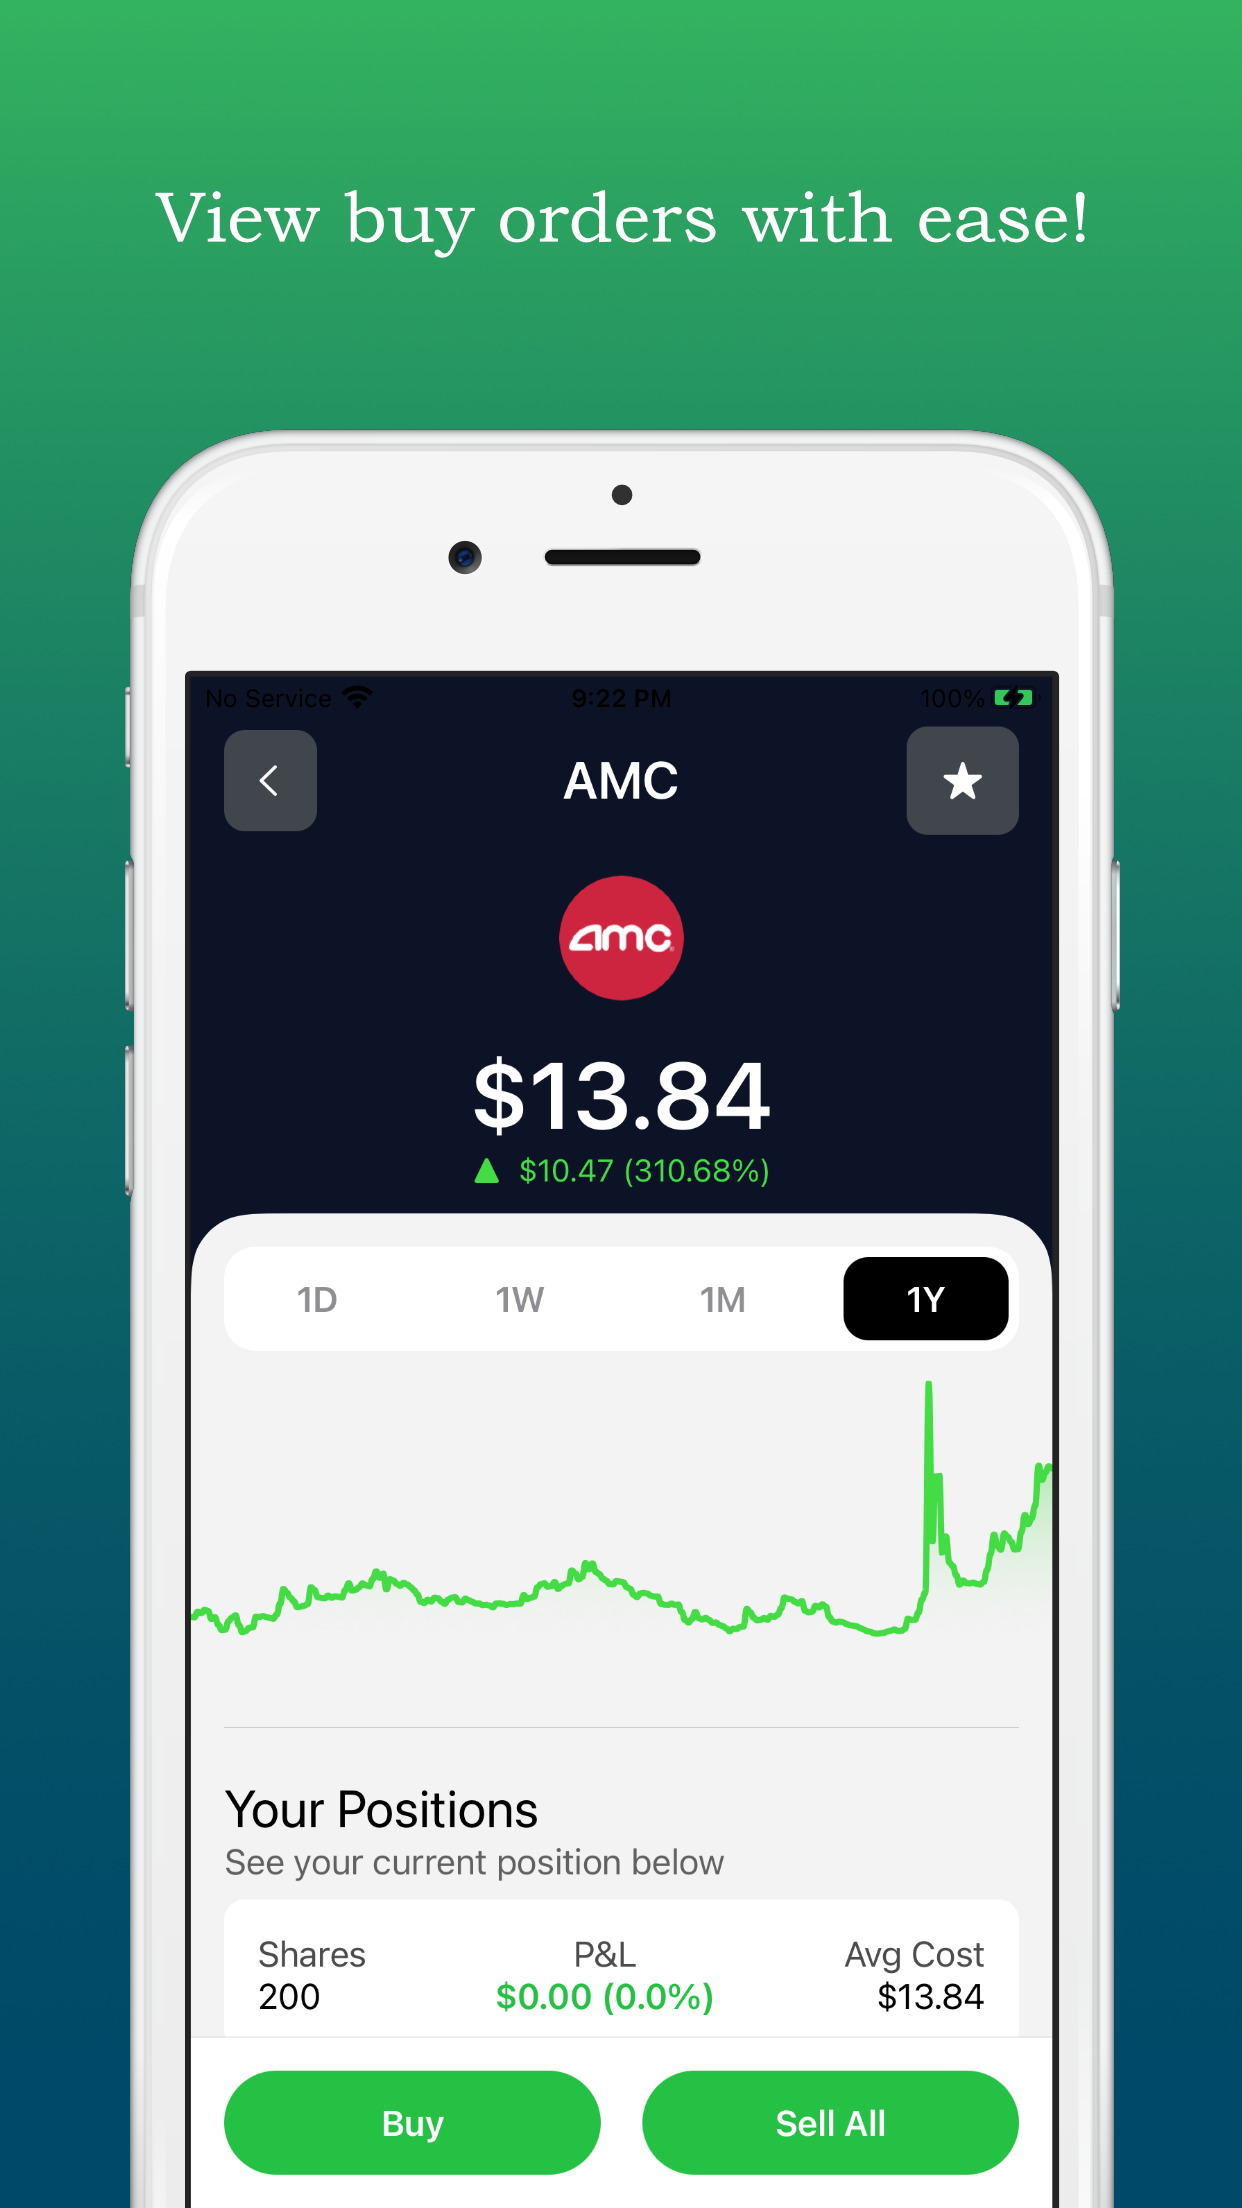 View buy orders with ease!
No Service 9:22 PM 100%
AMC
amc
$13.84
$10.47 (310.68%)
1D 1W 1M 1Y
Your Positions
See your current position below
Shares P&L Avg Cost
200 $0.00 (0.0%) $13.84
Buy Sell All